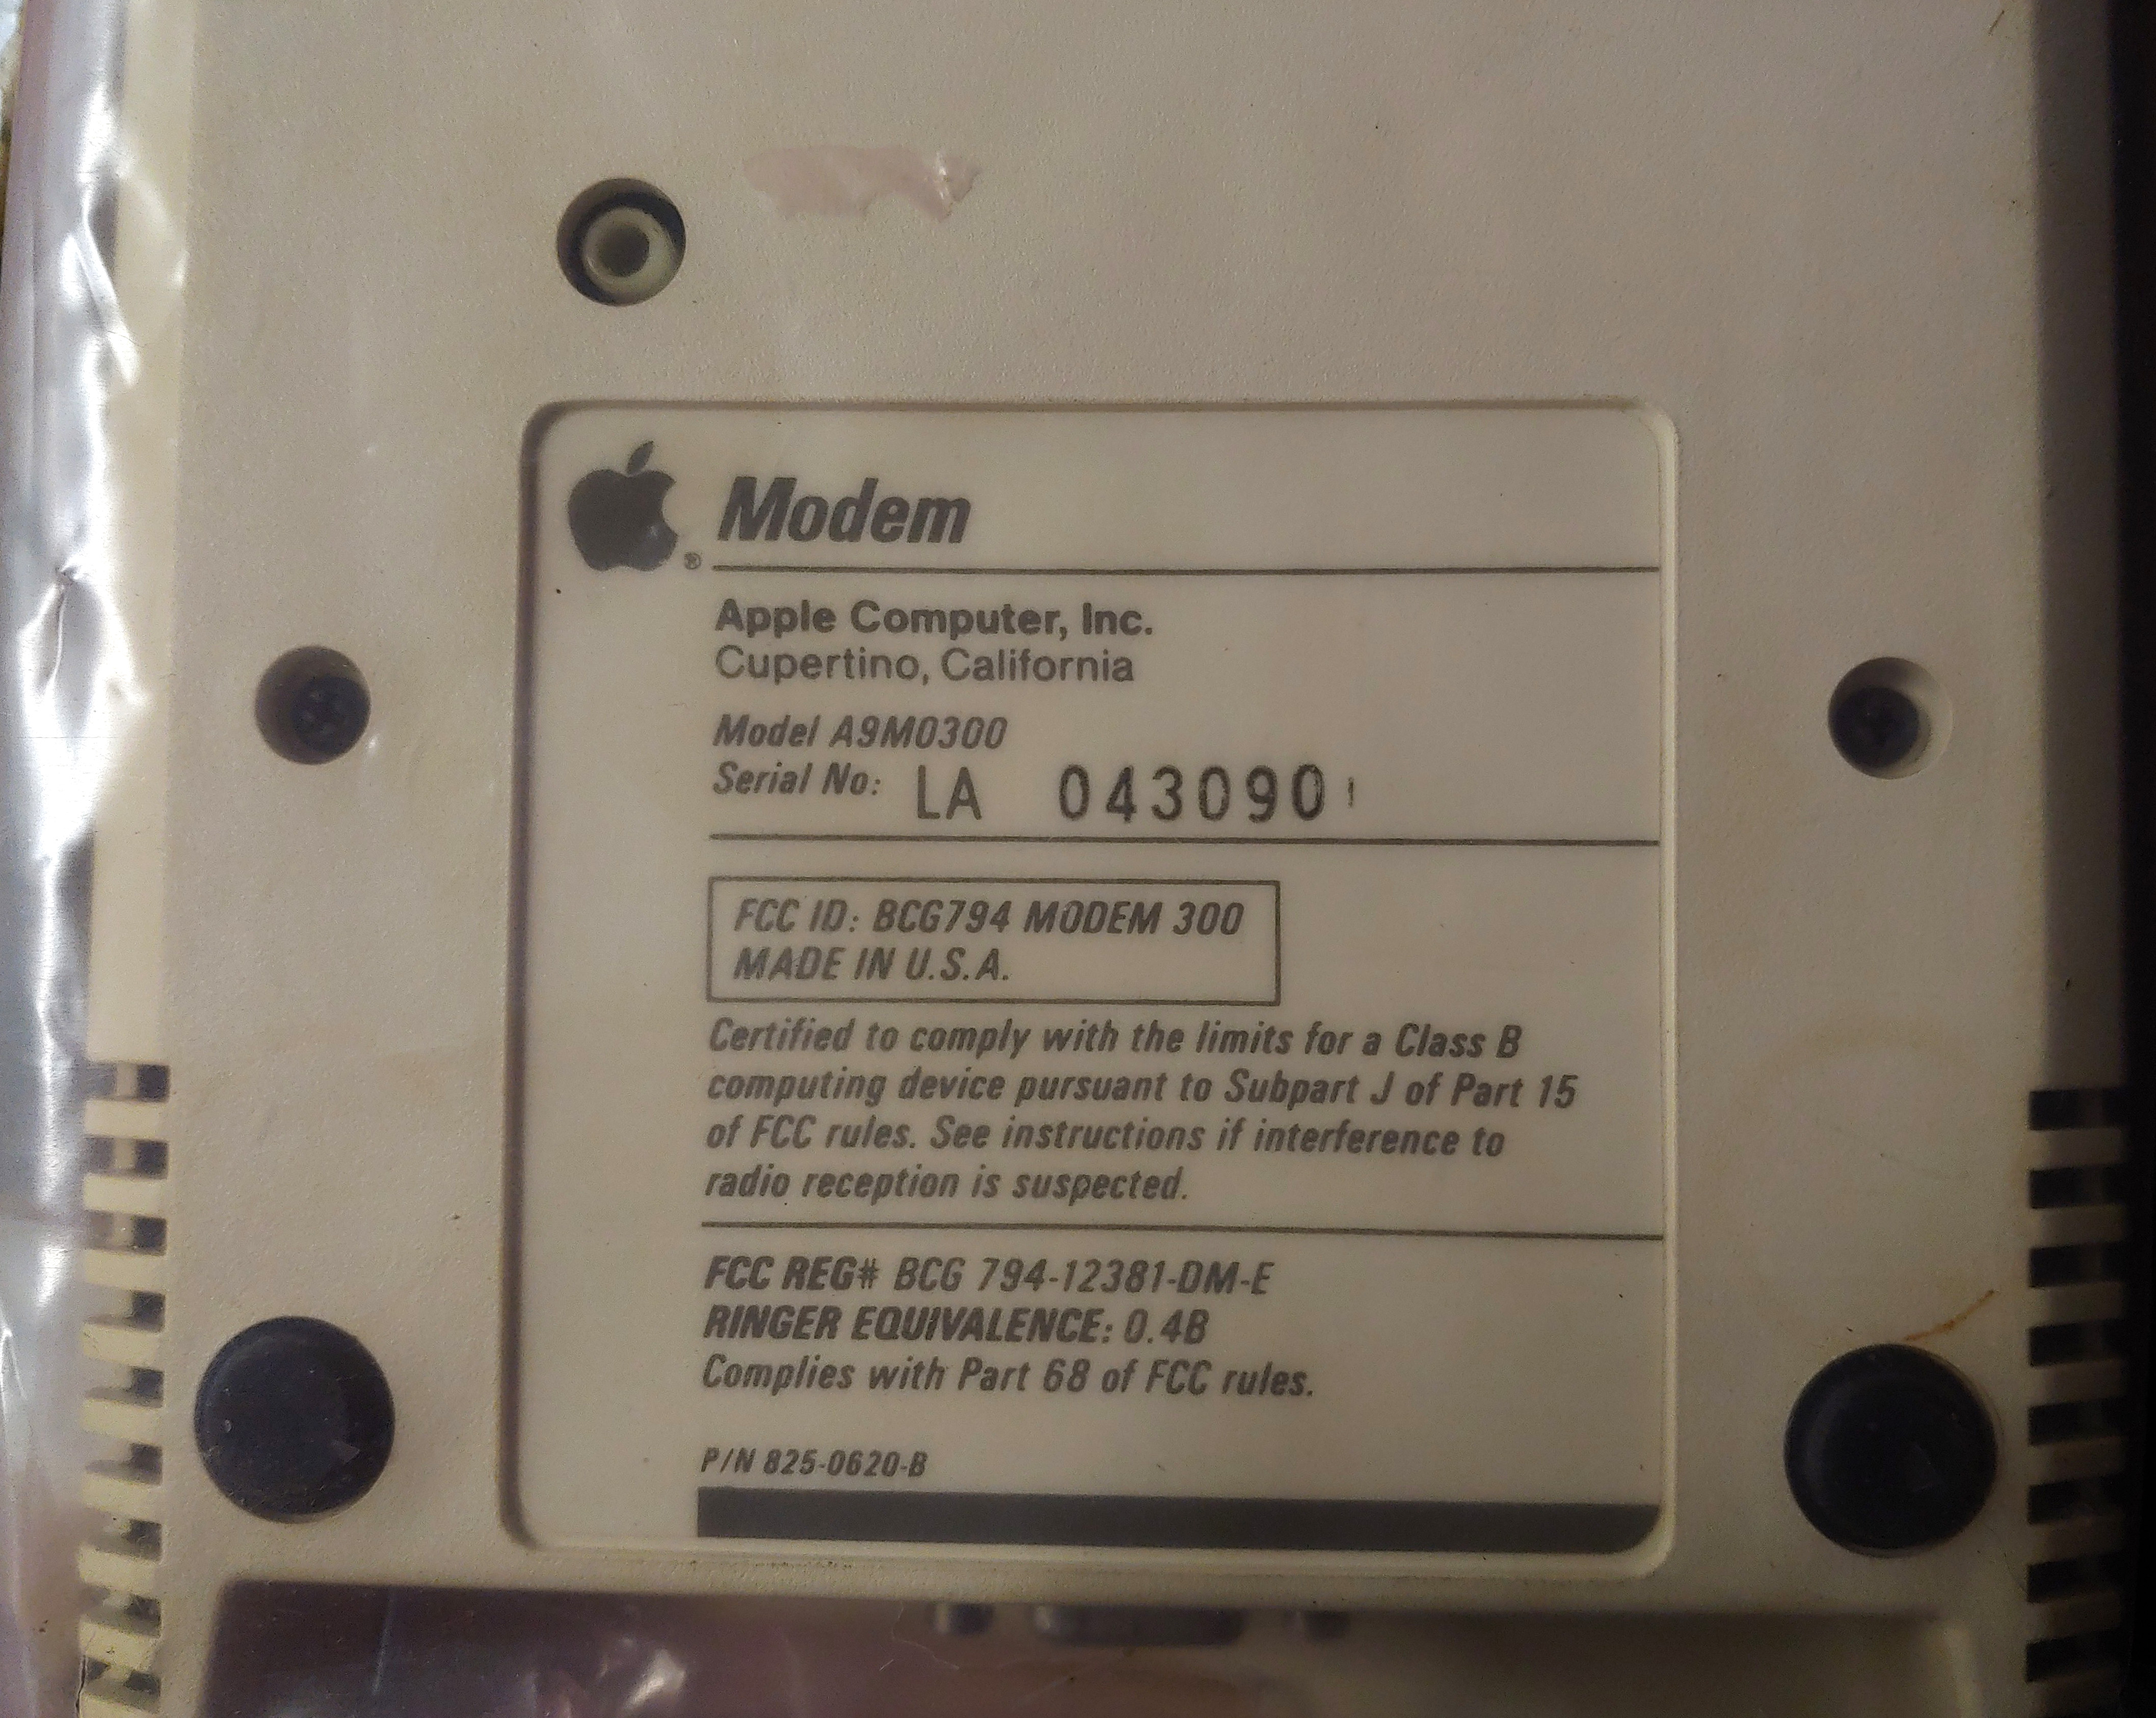 ® Modem
Apple Computer, Inc.
Cupertino, California
Model A9M0300
Serial No: LA 043090
FCC ID: BCG794 MODEM 300
MADE IN U.S.A.
Certified to comply with the limits for a Class B
computing device pursuant to Subpart J of Part 15
of FCC rules. See instructions if interference to
radio reception is suspected.
FCC REG# BCG 794-12381-DM-E
RINGER EQUIVALENCE: 0.4B
Complies with Part 68 of FCC rules.
P/N 825-0620-B